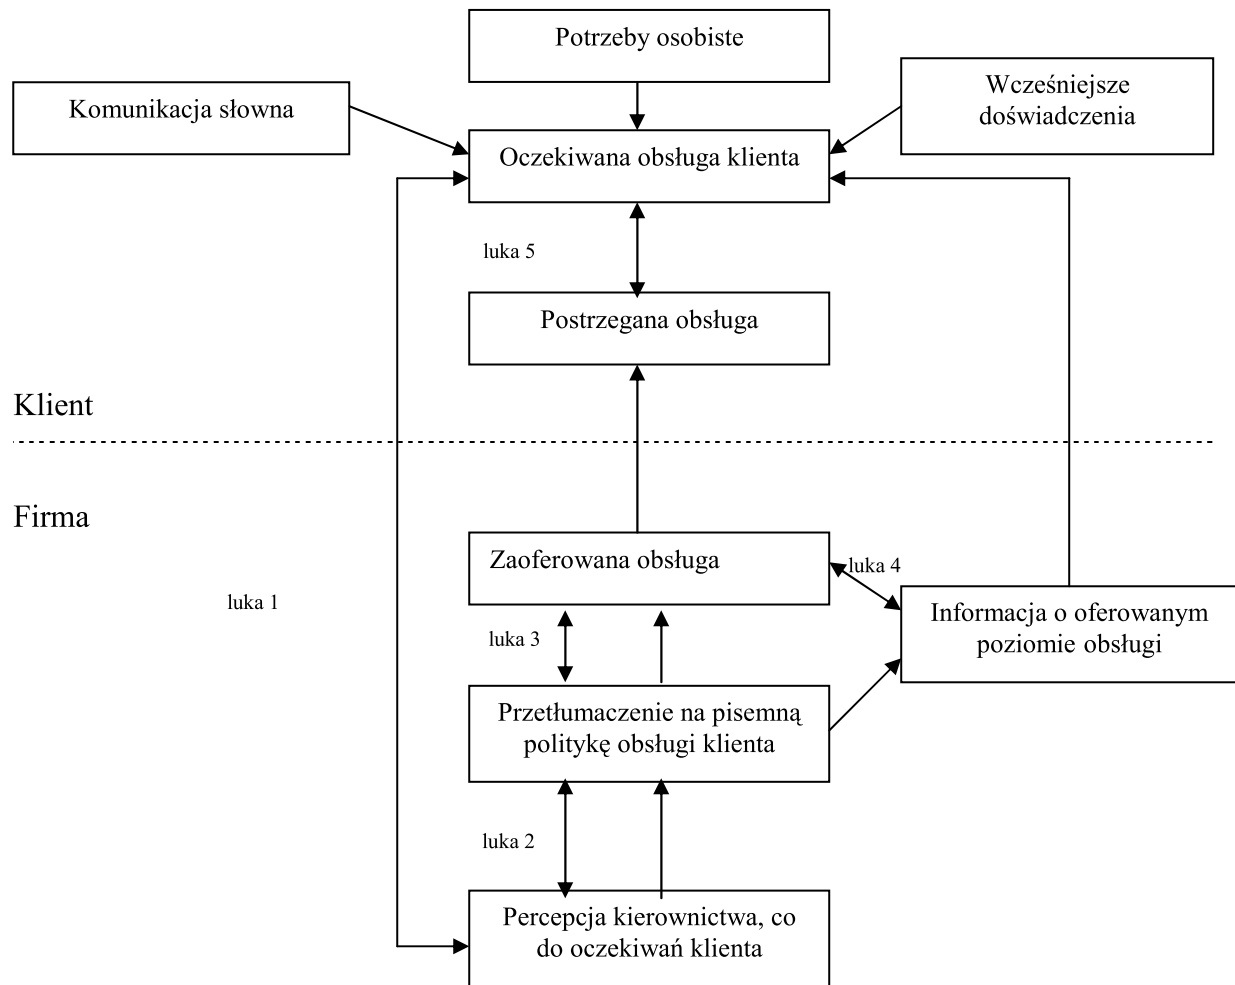 Potrzeby osobiste
Komunikacja słowna
Wcześniejsze
doświadczenia
Oczekiwana obsługa klienta
luka 5
Postrzegana obsługa
Klient
Firma
Zaoferowana obsługa
luka 4
luka 1
Informacja o oferowanym
poziomie obsługi
luka 3
Przetłumaczenie na pisemną
politykę obsługi klienta
luka 2
Percepcja kierownictwa, co
do oczekiwań klienta